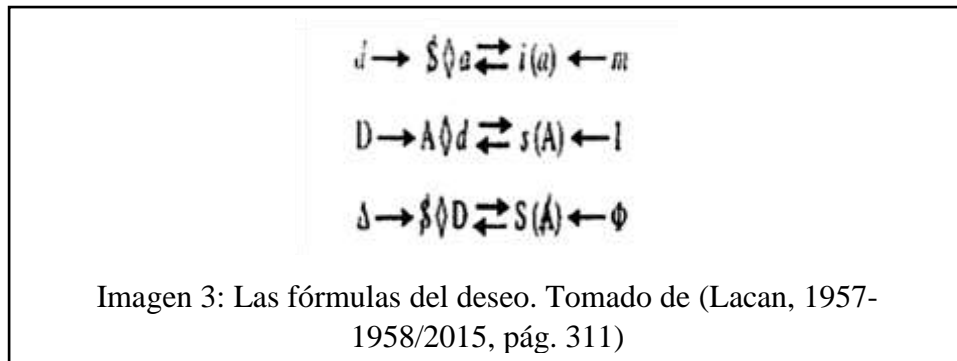 d → $◊a ⇄ i(a) ← m
D → A◊d ⇄ s(A) ← I
Δ → $◊D ⇄ S(Ⱥ) ← Φ
Imagen 3: Las fórmulas del deseo. Tomado de (Lacan, 1957-
1958/2015, pág. 311)